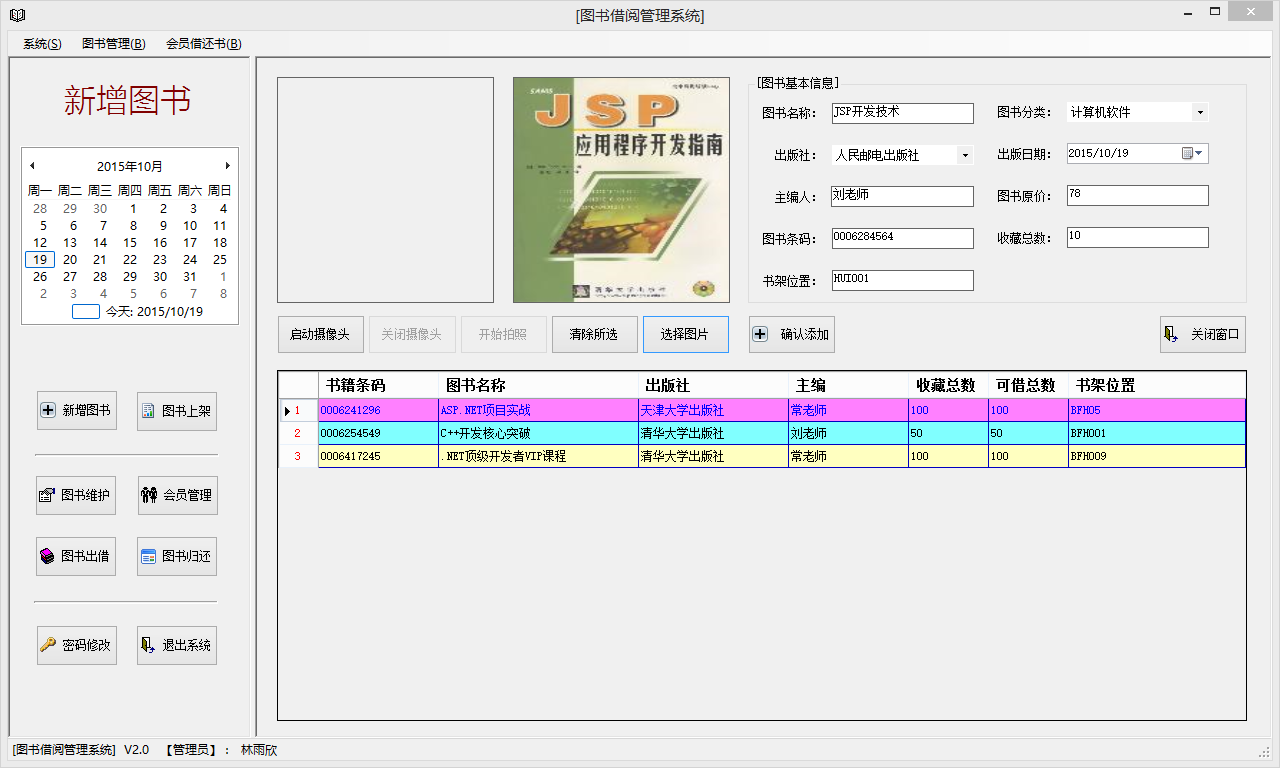 [图书借阅管理系统]
系统(S) 图书管理(B) 会员借还书(B)
新增图书
2015年10月
周一 周二 周三 周四 周五 周六 周日
28 29 30 1 2 3 4
5 6 7 8 9 10 11
12 13 14 15 16 17 18
19 20 21 22 23 24 25
26 27 28 29 30 31 1
2 3 4 5 6 7 8
今天: 2015/10/19
新增图书 图书上架
图书维护 会员管理
图书出借 图书归还
密码修改 退出系统
SAMS
JSP
应用程序开发指南
清华大学出版社
[图书基本信息]
图书名称: JSP开发技术 图书分类: 计算机软件
出版社: 人民邮电出版社 出版日期: 2015/10/19
主编人: 刘老师 图书原价: 78
图书条码: 0006284564 收藏总数: 10
书架位置: HUI001
启动摄像头 关闭摄像头 开始拍照 清除所选 选择图片 确认添加 关闭窗口
书籍条码 图书名称 出版社 主编 收藏总数 可借总数 书架位置
1 0006241296 ASP.NET项目实战 天津大学出版社 常老师 100 100 BFH05
2 0006254549 C++开发核心突破 清华大学出版社 刘老师 50 50 BFH001
3 0006417245 .NET顶级开发者VIP课程 清华大学出版社 常老师 100 100 BFH009
[图书借阅管理系统] V2.0 【管理员】: 林雨欣